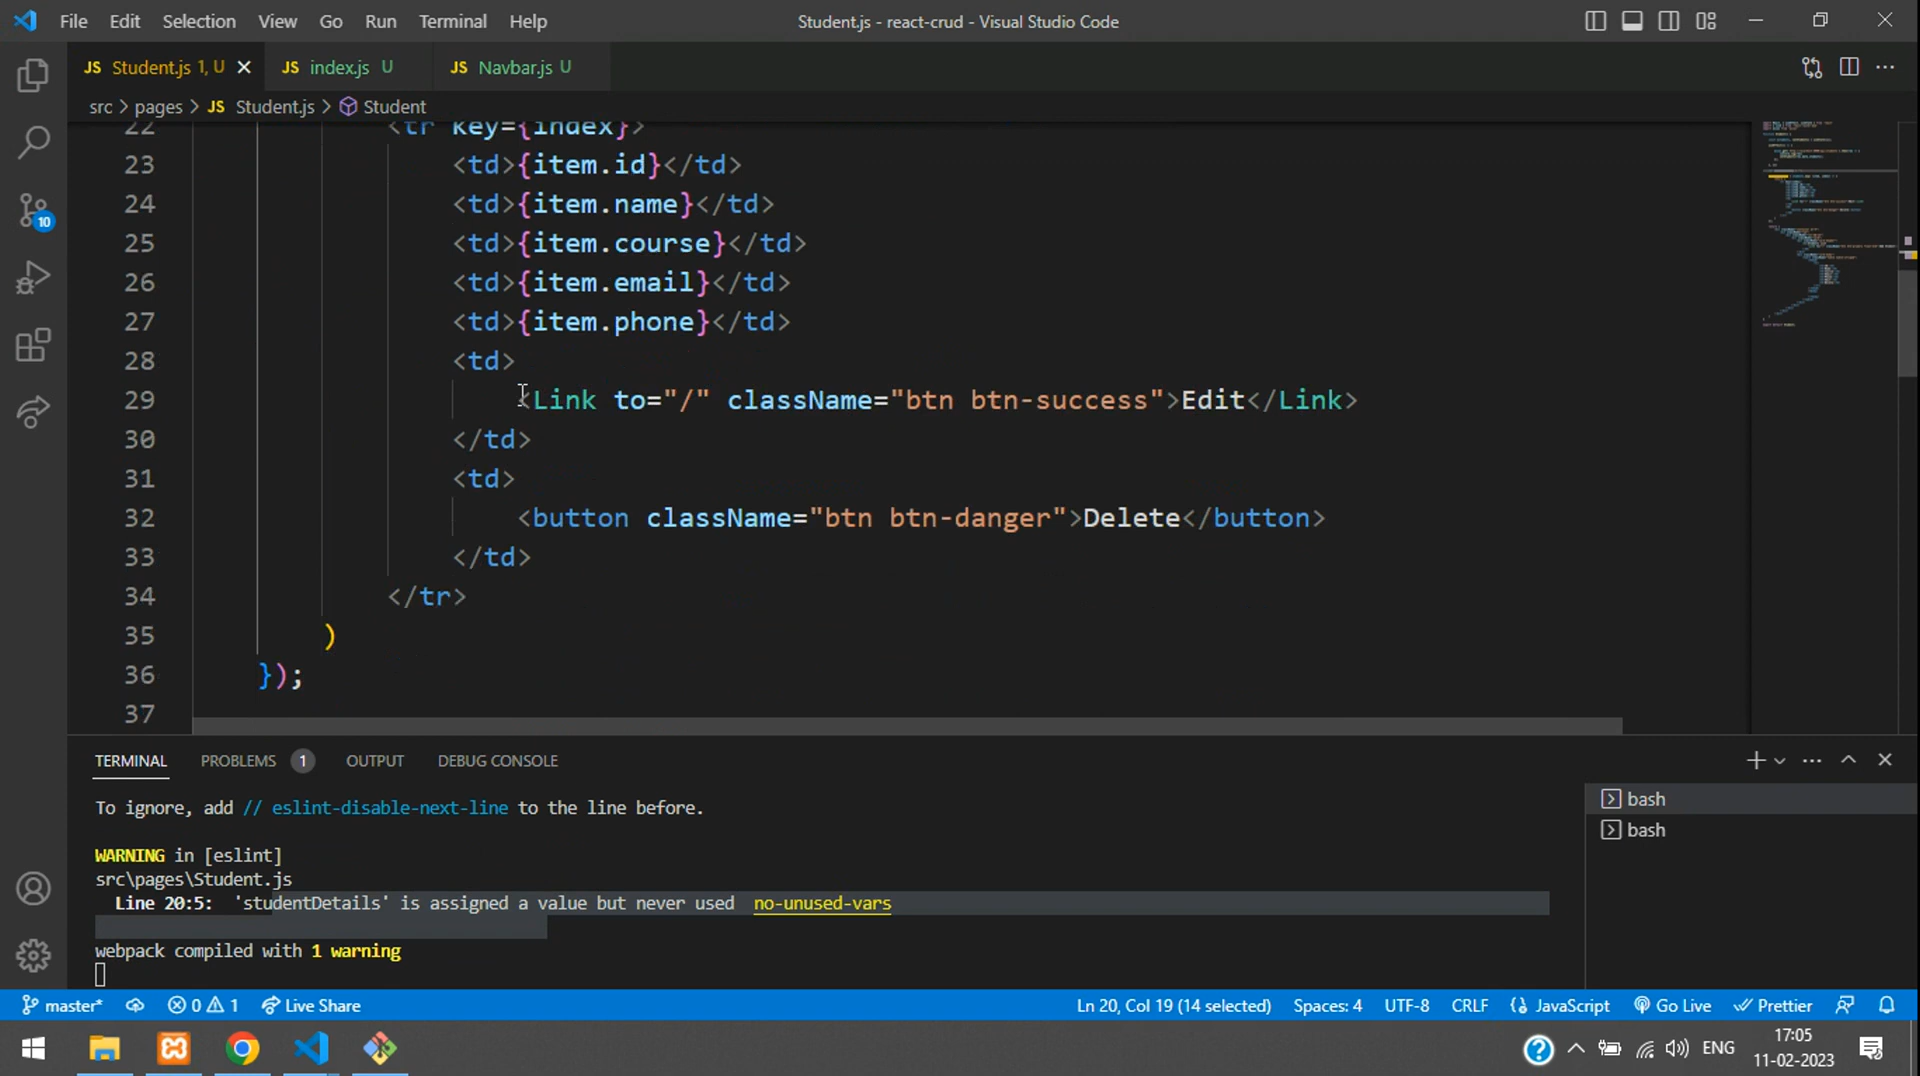 File Edit Selection View Go Run Terminal Help Student.js - react-crud - Visual Studio Code
JS Student.js 1, U JS index.js U JS Navbar.js U
src > pages > JS Student.js > Student
22 <tr key={index}>
23 <td>{item.id}</td>
24 <td>{item.name}</td>
25 <td>{item.course}</td>
26 <td>{item.email}</td>
27 <td>{item.phone}</td>
28 <td>
29 <Link to="/" className="btn btn-success">Edit</Link>
30 </td>
31 <td>
32 <button className="btn btn-danger">Delete</button>
33 </td>
34 </tr>
35 )
36 });
37
10
TERMINAL PROBLEMS 1 OUTPUT DEBUG CONSOLE
To ignore, add // eslint-disable-next-line to the line before.
WARNING in [eslint]
src\pages\Student.js
Line 20:5: 'studentDetails' is assigned a value but never used no-unused-vars
webpack compiled with 1 warning
bash
bash
master* 0 1 Live Share Ln 20, Col 19 (14 selected) Spaces: 4 UTF-8 CRLF JavaScript Go Live Prettier
ENG 17:05
11-02-2023